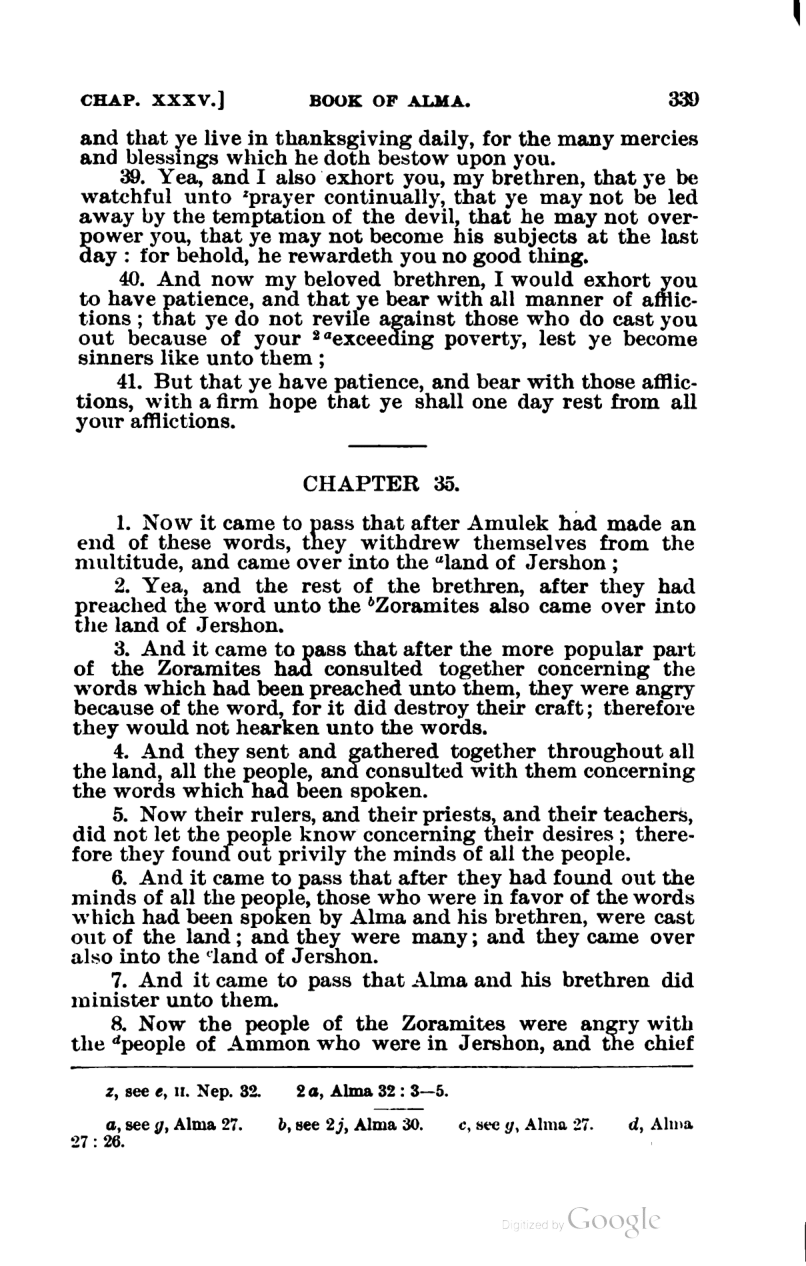 CHAP. XXXV.] BOOK OF ALMA. 339
and that ye live in thanksgiving daily, for the many mercies
and blessings which he doth bestow upon you.
39. Yea, and I also exhort you, my brethren, that ye be
watchful unto ᶻprayer continually, that ye may not be led
away by the temptation of the devil, that he may not over-
power you, that ye may not become his subjects at the last
day : for behold, he rewardeth you no good thing.
40. And now my beloved brethren, I would exhort you
to have patience, and that ye bear with all manner of afflic-
tions ; that ye do not revile against those who do cast you
out because of your ²ᵃexceeding poverty, lest ye become
sinners like unto them ;
41. But that ye have patience, and bear with those afflic-
tions, with a firm hope that ye shall one day rest from all
your afflictions.
CHAPTER 35.
1. Now it came to pass that after Amulek had made an
end of these words, they withdrew themselves from the
multitude, and came over into the ᵃland of Jershon ;
2. Yea, and the rest of the brethren, after they had
preached the word unto the ᵇZoramites also came over into
the land of Jershon.
3. And it came to pass that after the more popular part
of the Zoramites had consulted together concerning the
words which had been preached unto them, they were angry
because of the word, for it did destroy their craft; therefore
they would not hearken unto the words.
4. And they sent and gathered together throughout all
the land, all the people, and consulted with them concerning
the words which had been spoken.
5. Now their rulers, and their priests, and their teachers,
did not let the people know concerning their desires ; there-
fore they found out privily the minds of all the people.
6. And it came to pass that after they had found out the
minds of all the people, those who were in favor of the words
which had been spoken by Alma and his brethren, were cast
out of the land ; and they were many; and they came over
also into the ᶜland of Jershon.
7. And it came to pass that Alma and his brethren did
minister unto them.
8. Now the people of the Zoramites were angry with
the ᵈpeople of Ammon who were in Jershon, and the chief
z, see e, II. Nep. 32. 2 a, Alma 32 : 3—5.
a, see g, Alma 27. b, see 2 j, Alma 30. c, see g, Alma 27. d, Alma
27 : 26.
Digitized by Google